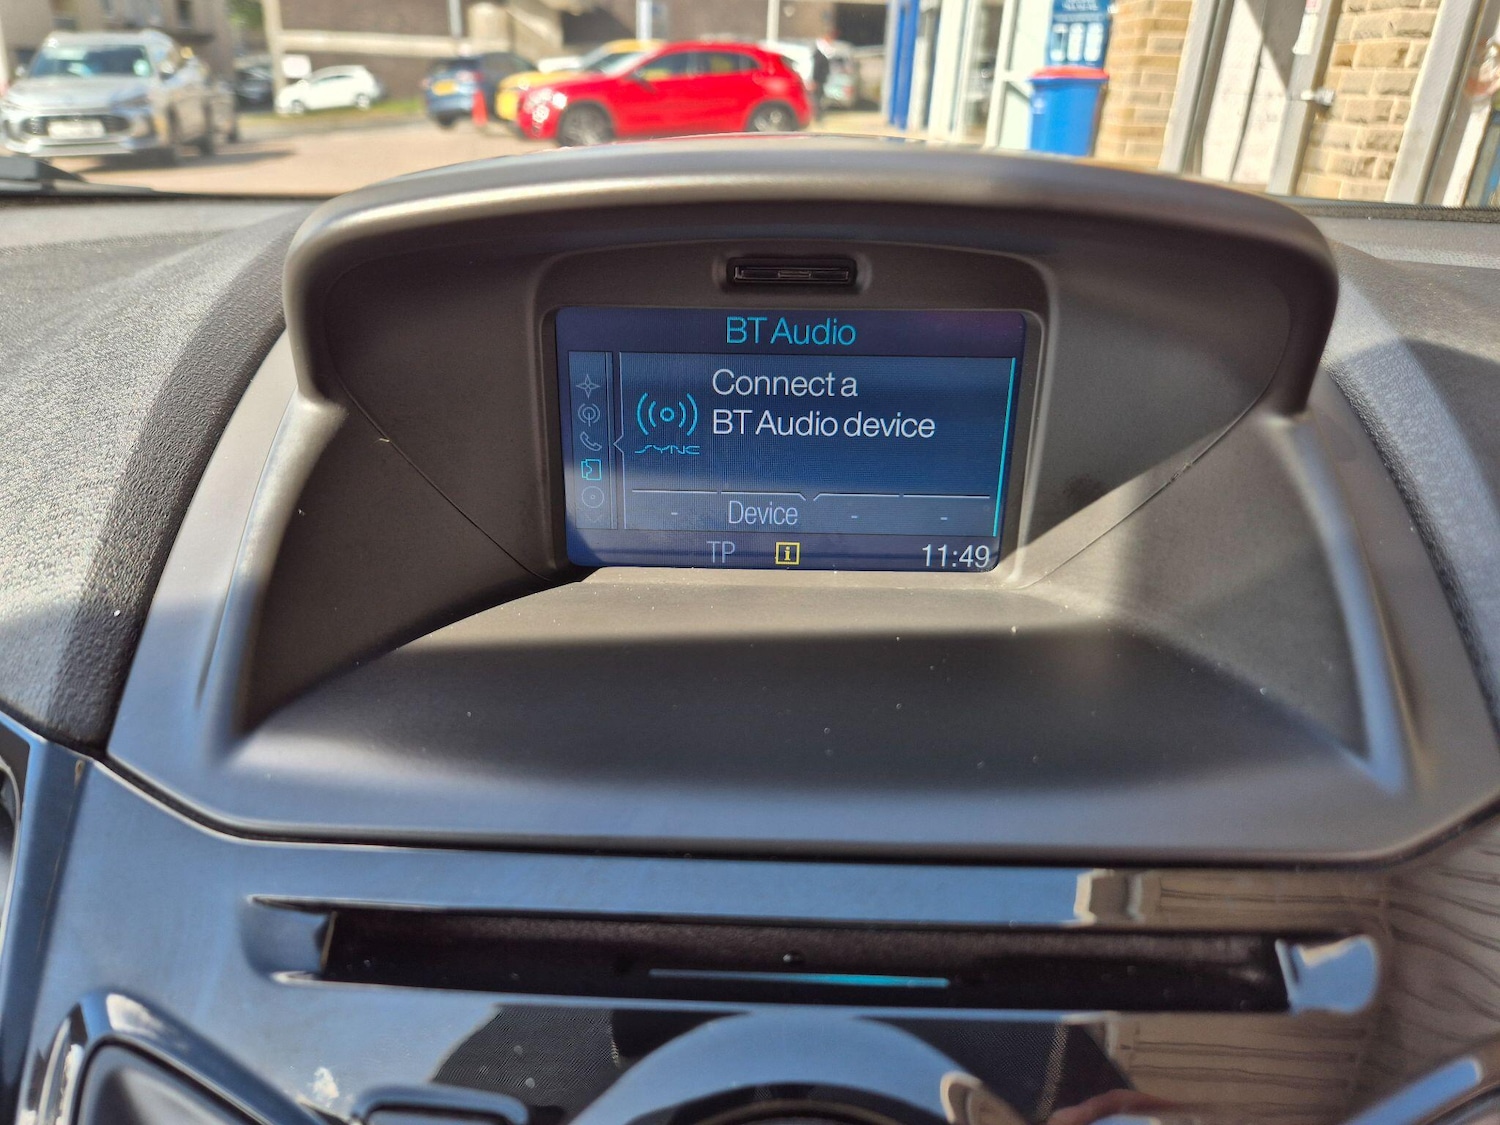 BT Audio
Connect a
BT Audio device
SYNC
- Device - -
TP i 11:49